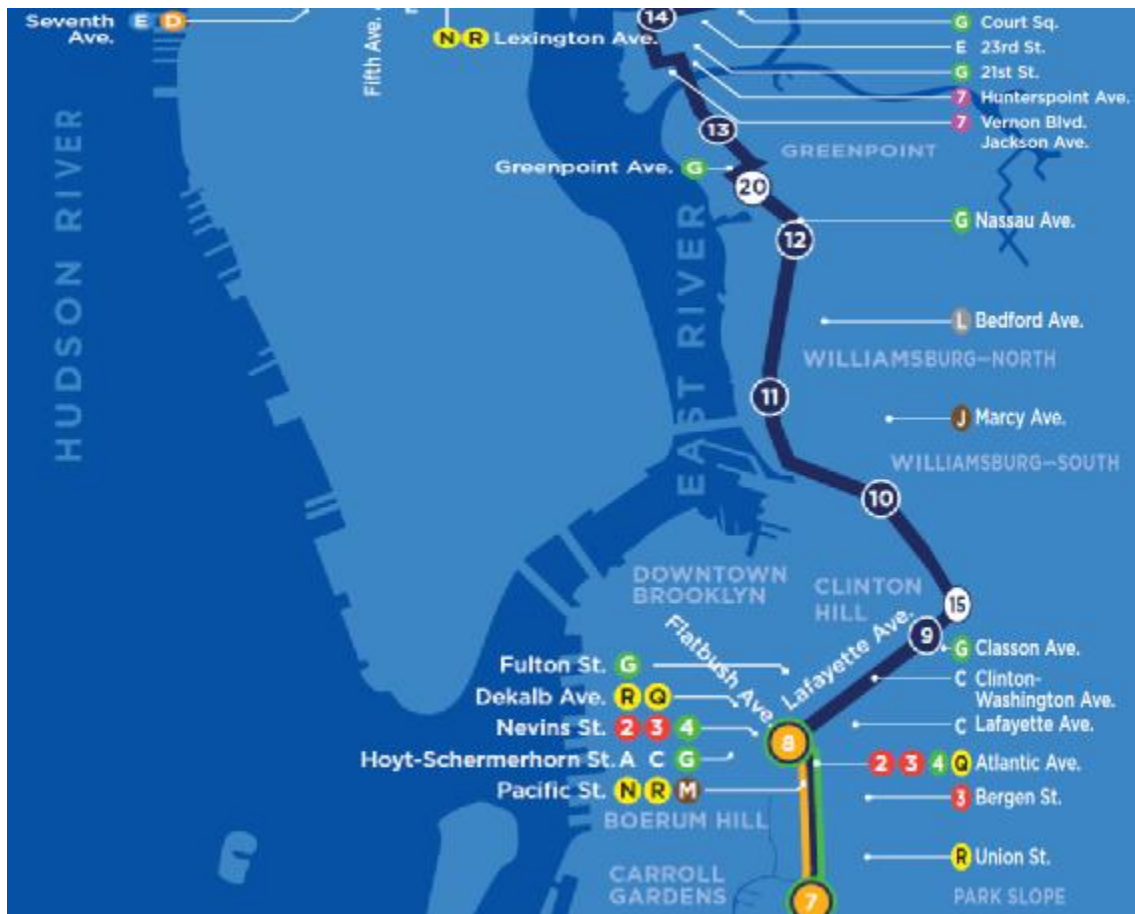 Seventh E D
Ave.
Fifth Ave.
N R Lexington Ave.
14
G Court Sq.
E 23rd St.
G 21st St.
7 Hunterspoint Ave.
7 Vernon Blvd.
Jackson Ave.
13
GREENPOINT
Greenpoint Ave. G
20
HUDSON RIVER
EAST RIVER
G Nassau Ave.
12
L Bedford Ave.
WILLIAMSBURG–NORTH
11
J Marcy Ave.
WILLIAMSBURG–SOUTH
10
DOWNTOWN
BROOKLYN
CLINTON
HILL
15
9
Flatbush Ave.
Lafayette Ave.
G Classon Ave.
Fulton St. G
C Clinton-
Washington Ave.
Dekalb Ave. R Q
C Lafayette Ave.
Nevins St. 2 3 4
8
Hoyt-Schermerhorn St. A C G
2 3 4 Q Atlantic Ave.
Pacific St. N R M
3 Bergen St.
BOERUM HILL
R Union St.
CARROLL
GARDENS
7
PARK SLOPE